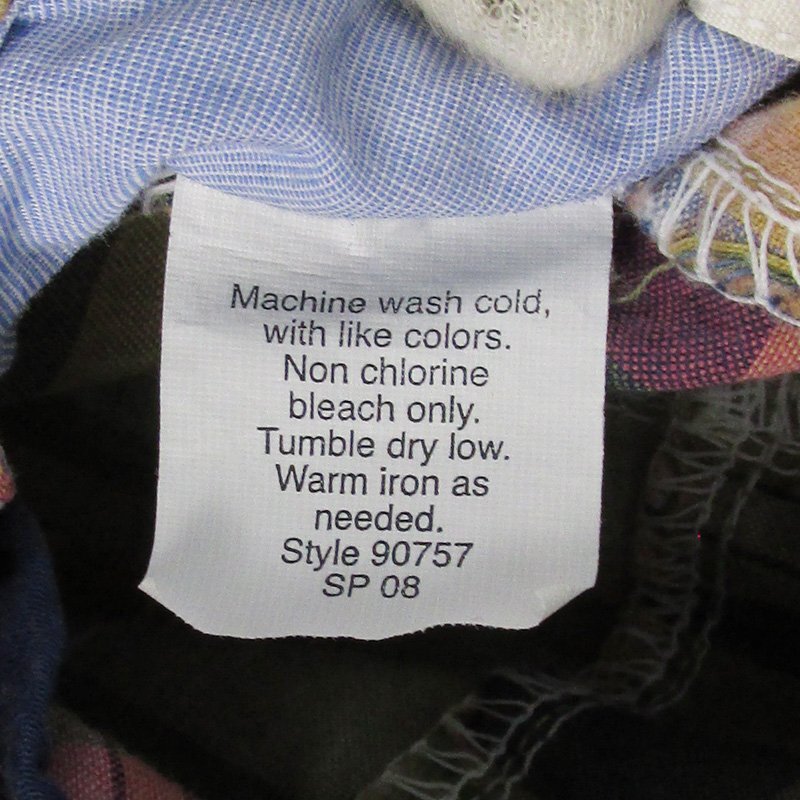 Machine wash cold,
with like colors.
Non chlorine
bleach only.
Tumble dry low.
Warm iron as
needed.
Style 90757
SP 08